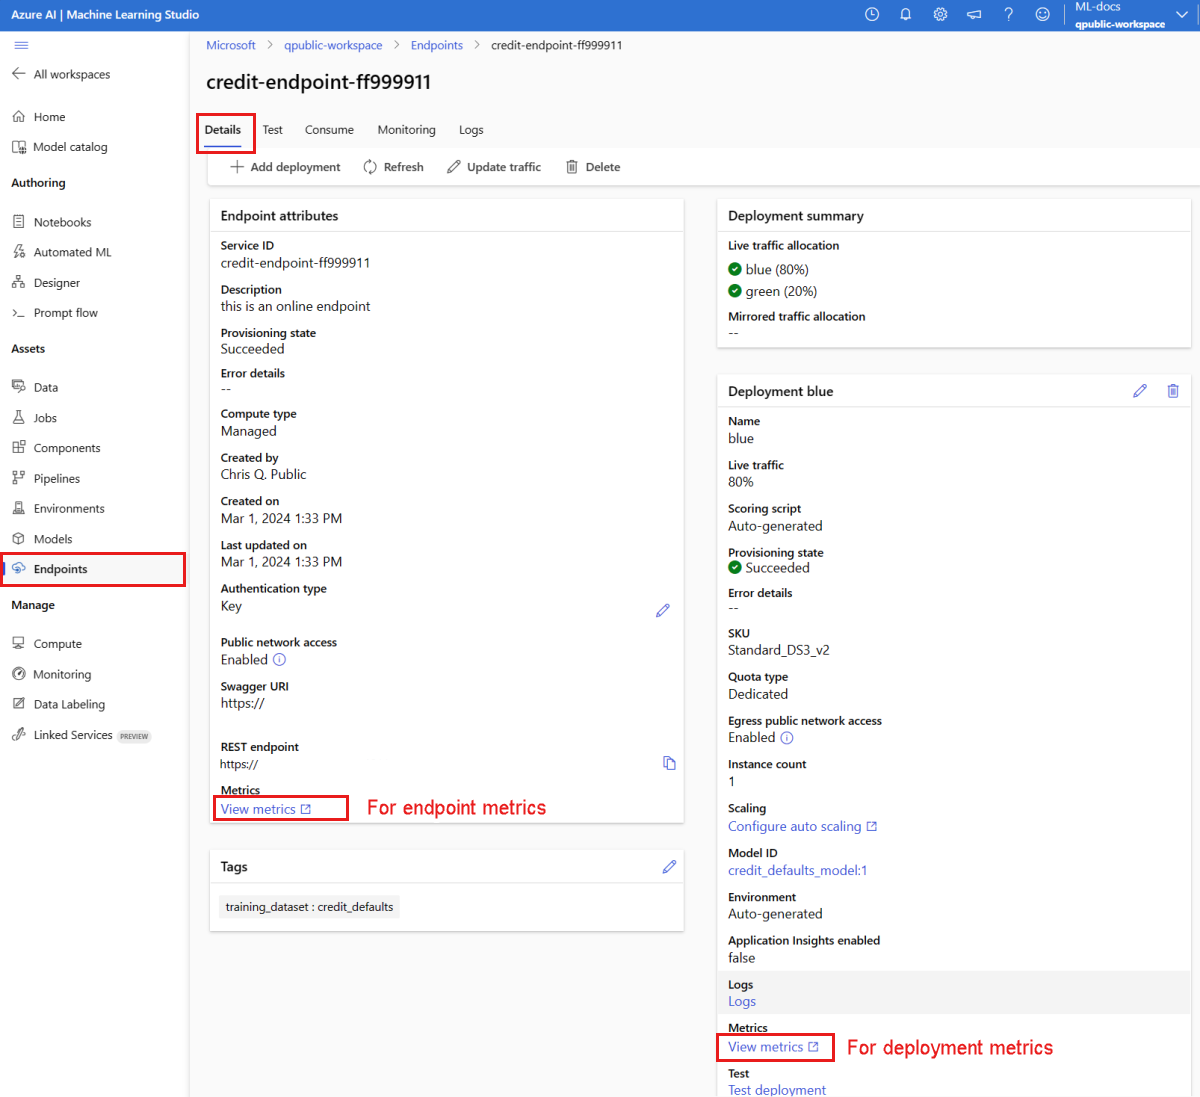 Azure AI | Machine Learning Studio
ML-docs
qpublic-workspace
All workspaces
Home
Model catalog
Authoring
Notebooks
Automated ML
Designer
Prompt flow
Assets
Data
Jobs
Components
Pipelines
Environments
Models
Endpoints
Manage
Compute
Monitoring
Data Labeling
Linked Services PREVIEW
Microsoft > qpublic-workspace > Endpoints > credit-endpoint-ff999911
credit-endpoint-ff999911
Details Test Consume Monitoring Logs
Add deployment Refresh Update traffic Delete
Endpoint attributes
Service ID
credit-endpoint-ff999911
Description
this is an online endpoint
Provisioning state
Succeeded
Error details
--
Compute type
Managed
Created by
Chris Q. Public
Created on
Mar 1, 2024 1:33 PM
Last updated on
Mar 1, 2024 1:33 PM
Authentication type
Key
Public network access
Enabled
Swagger URI
https://
REST endpoint
https://
Metrics
View metrics
For endpoint metrics
Tags
training_dataset : credit_defaults
Deployment summary
Live traffic allocation
blue (80%)
green (20%)
Mirrored traffic allocation
--
Deployment blue
Name
blue
Live traffic
80%
Scoring script
Auto-generated
Provisioning state
Succeeded
Error details
--
SKU
Standard_DS3_v2
Quota type
Dedicated
Egress public network access
Enabled
Instance count
1
Scaling
Configure auto scaling
Model ID
credit_defaults_model:1
Environment
Auto-generated
Application Insights enabled
false
Logs
Logs
Metrics
View metrics
For deployment metrics
Test
Test deployment